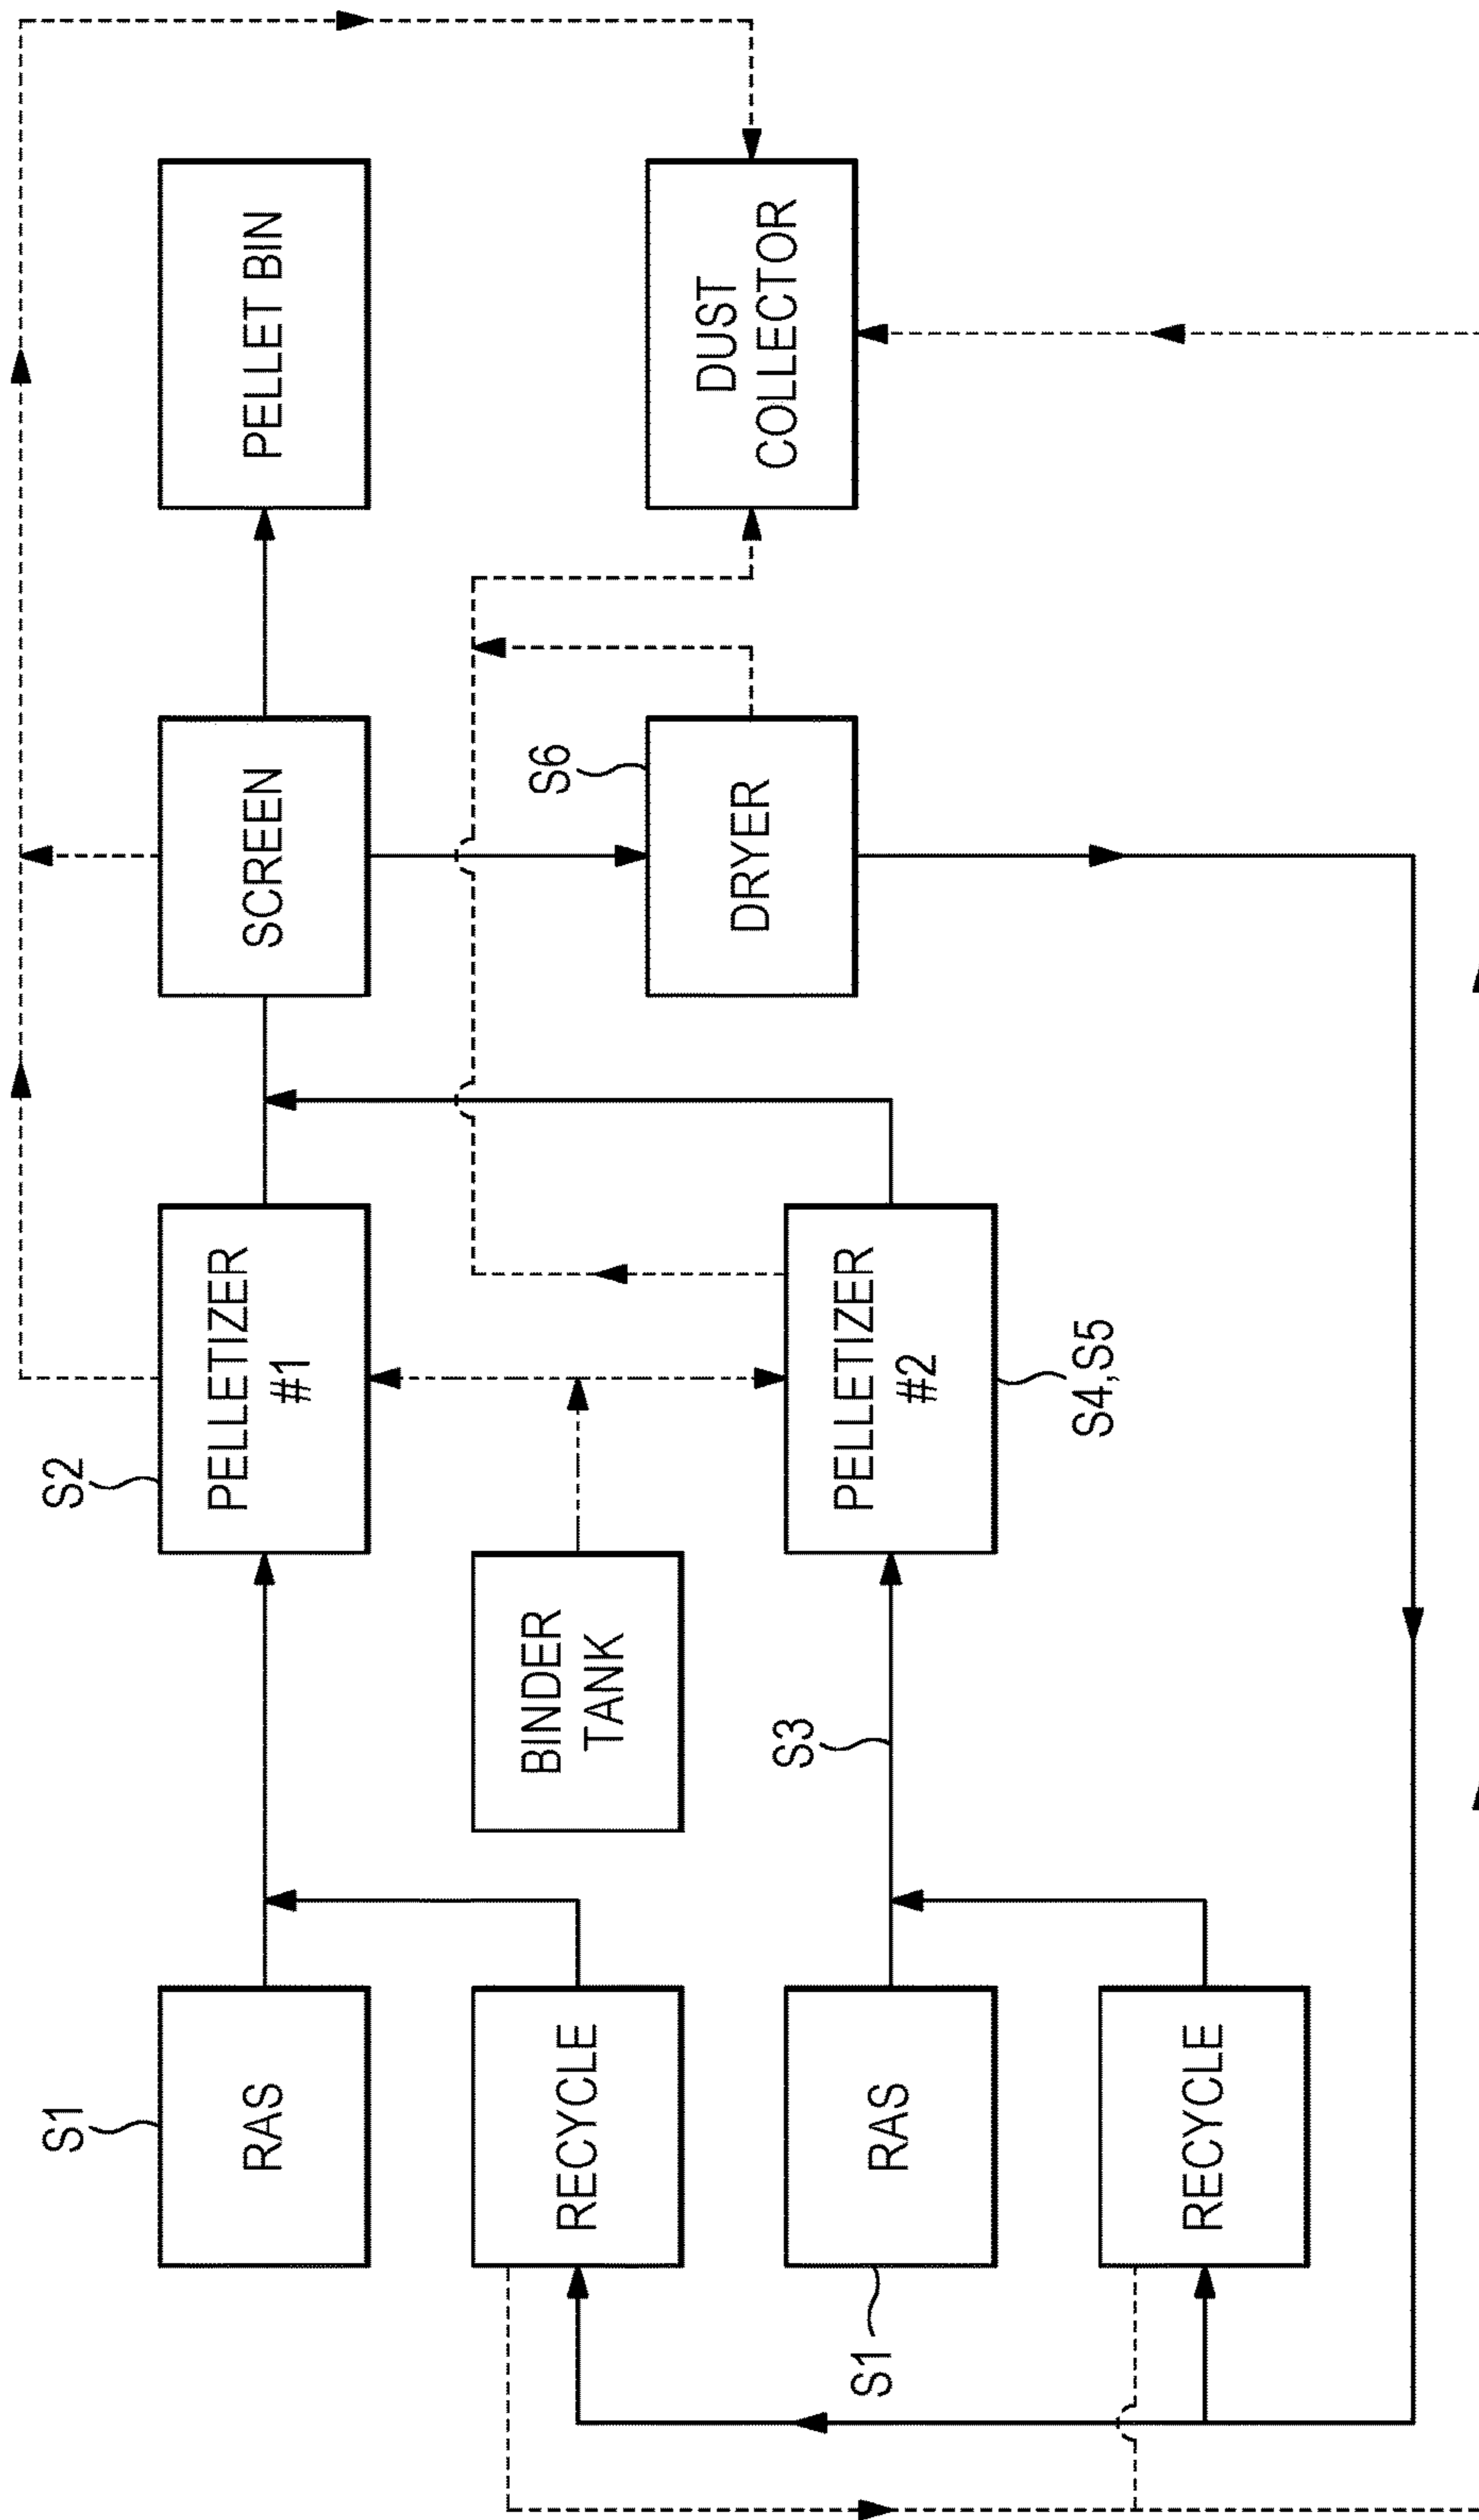 S1
RAS
RECYCLE
S1
RAS
RECYCLE
BINDER
TANK
S3
S2
PELLETIZER
#1
PELLETIZER
#2
S4,S5
SCREEN
S6
DRYER
PELLET BIN
DUST
COLLECTOR